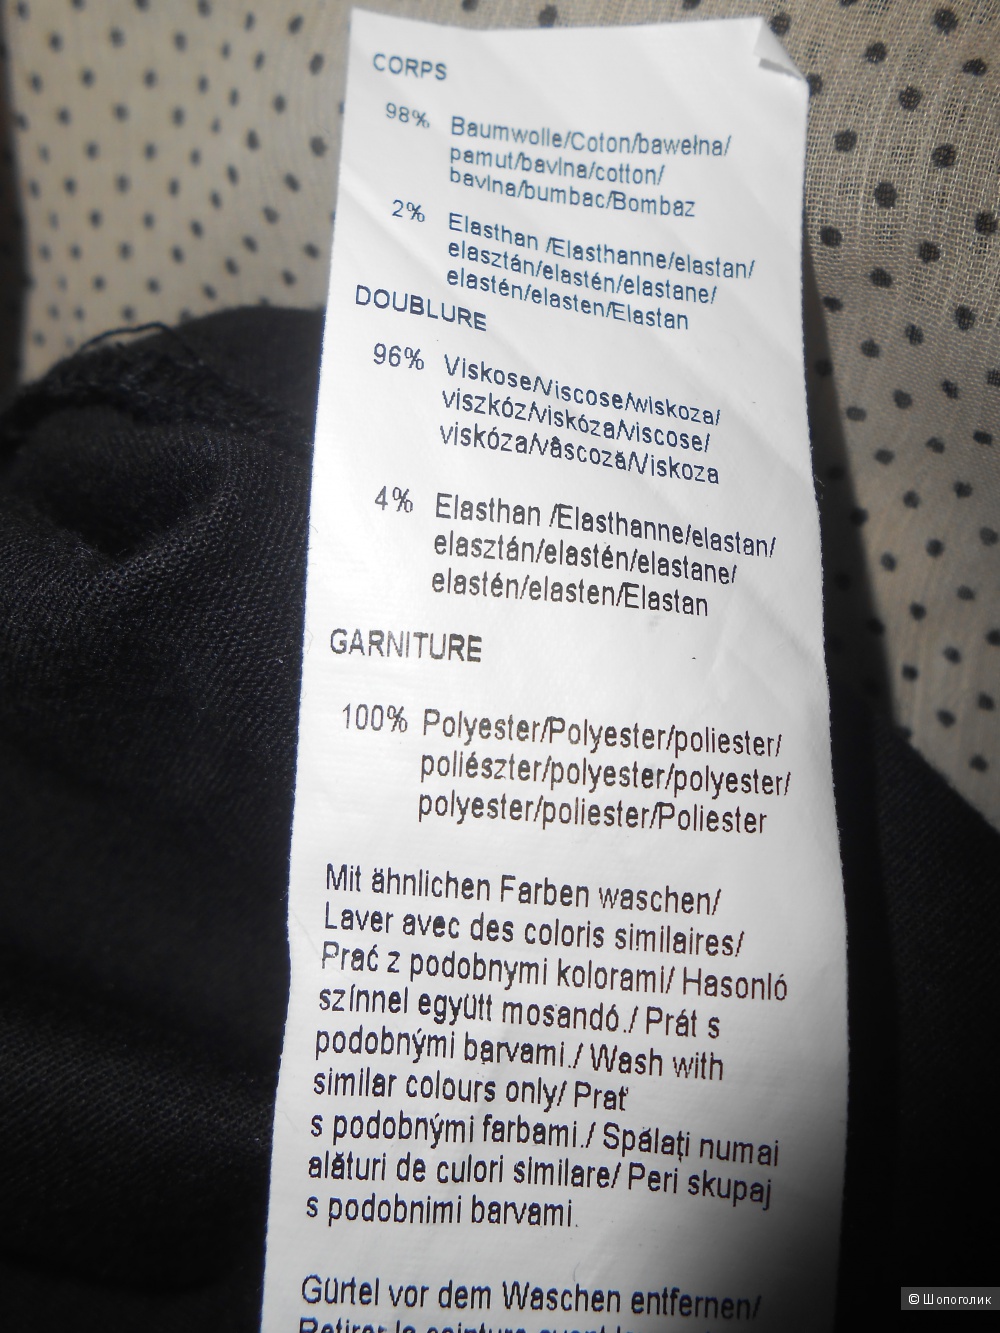 CORPS
98% Baumwolle/Coton/bawełna/
pamut/bavlna/cotton/
bavlna/bumbac/Bombaz
2% Elasthan /Elasthanne/elastan/
elasztán/elastén/elastane/
elastén/elasten/Elastan
DOUBLURE
96% Viskose/Viscose/wiskoza/
viszkóz/viskóza/viscose/
viskóza/vâscoză/Viskoza
4% Elasthan /Elasthanne/elastan/
elasztán/elastén/elastane/
elastén/elasten/Elastan
GARNITURE
100% Polyester/Polyester/poliester/
poliészter/polyester/polyester/
polyester/poliester/Poliester
Mit ähnlichen Farben waschen/
Laver avec des coloris similaires/
Prać z podobnymi kolorami/ Hasonló
színnel együtt mosandó./ Prát s
podobnými barvami./ Wash with
similar colours only/ Prať
s podobnými farbami./ Spălați numai
alături de culori similare/ Peri skupaj
s podobnimi barvami.
Gürtel vor dem Waschen entfernen/
Retirer la ceinture avant
© Шопоголик